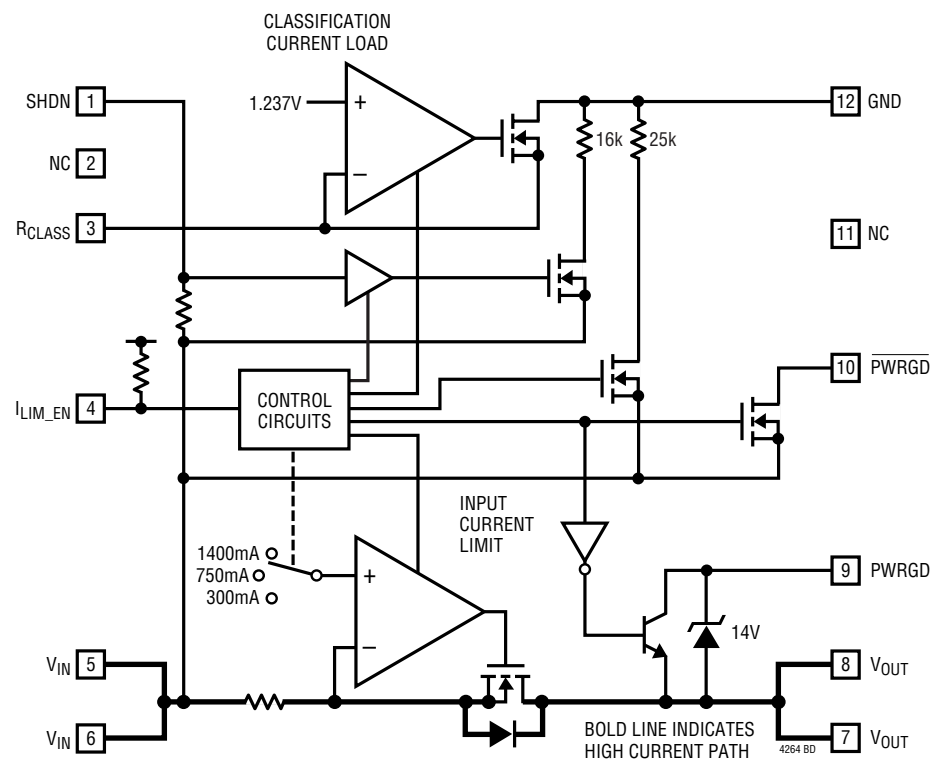 CLASSIFICATION
CURRENT LOAD
SHDN 1
1.237V
+
–
16k
25k
12 GND
NC 2
RCLASS 3
11 NC
10 PWRGD
ILIM_EN 4
CONTROL
CIRCUITS
INPUT
CURRENT
LIMIT
1400mA
750mA
300mA
+
–
9 PWRGD
14V
VIN 5
8 VOUT
VIN 6
BOLD LINE INDICATES
HIGH CURRENT PATH
4264 BD
7 VOUT